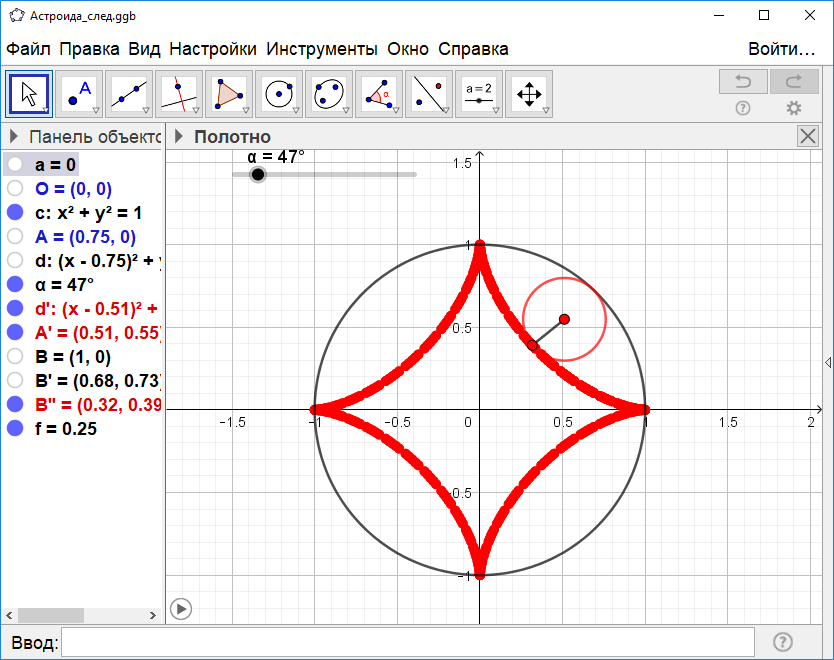 Астроида_след.ggb
Файл Правка Вид Настройки Инструменты Окно Справка Войти…
A α a = 2
Панель объекто Полотно
a = 0
O = (0, 0)
c: x² + y² = 1
A = (0.75, 0)
d: (x - 0.75)² + y
α = 47°
d': (x - 0.51)² +
A' = (0.51, 0.55)
B = (1, 0)
B' = (0.68, 0.73)
B'' = (0.32, 0.39
f = 0.25
α = 47°
1.5
1
0.5
-1.5 -1 -0.5 0 0.5 1 1.5 2
-0.5
-1
Ввод: